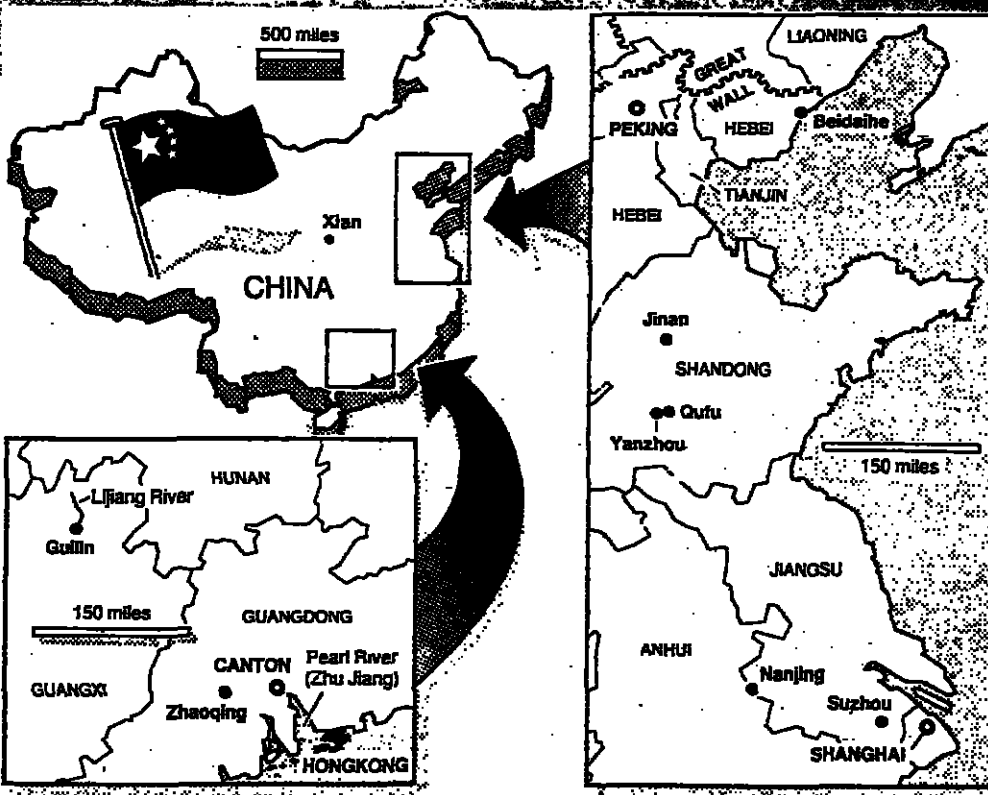 500 miles
Xian
CHINA
LIAONING
GREAT
WALL
PEKING
HEBEI
Beidaihe
TIANJIN
HEBEI
Jinan
SHANDONG
Qufu
Yanzhou
150 miles
JIANGSU
ANHUI
Nanjing
Suzhou
SHANGHAI
HUNAN
Lijiang River
Guilin
150 miles
GUANGDONG
GUANGXI
CANTON
Pearl River
(Zhu Jiang)
Zhaoqing
HONGKONG